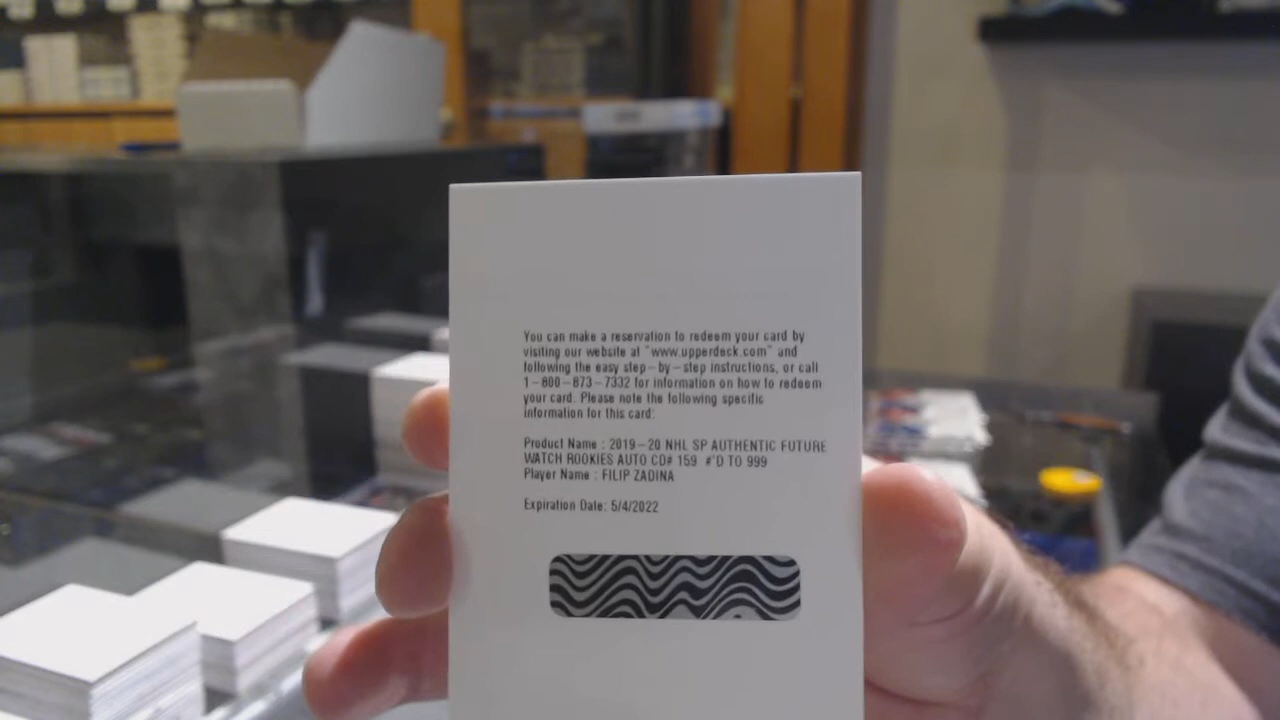 You can make a reservation to redeem your card by
visiting our website at "www.upperdeck.com" and
following the easy step-by-step instructions, or call
1-800-873-7332 for information on how to redeem
your card. Please note the following specific
information for this card:
Product Name : 2019-20 NHL SP AUTHENTIC FUTURE
WATCH ROOKIES AUTO CD# 159 #'D TO 999
Player Name : FILIP ZADINA
Expiration Date: 5/4/2022